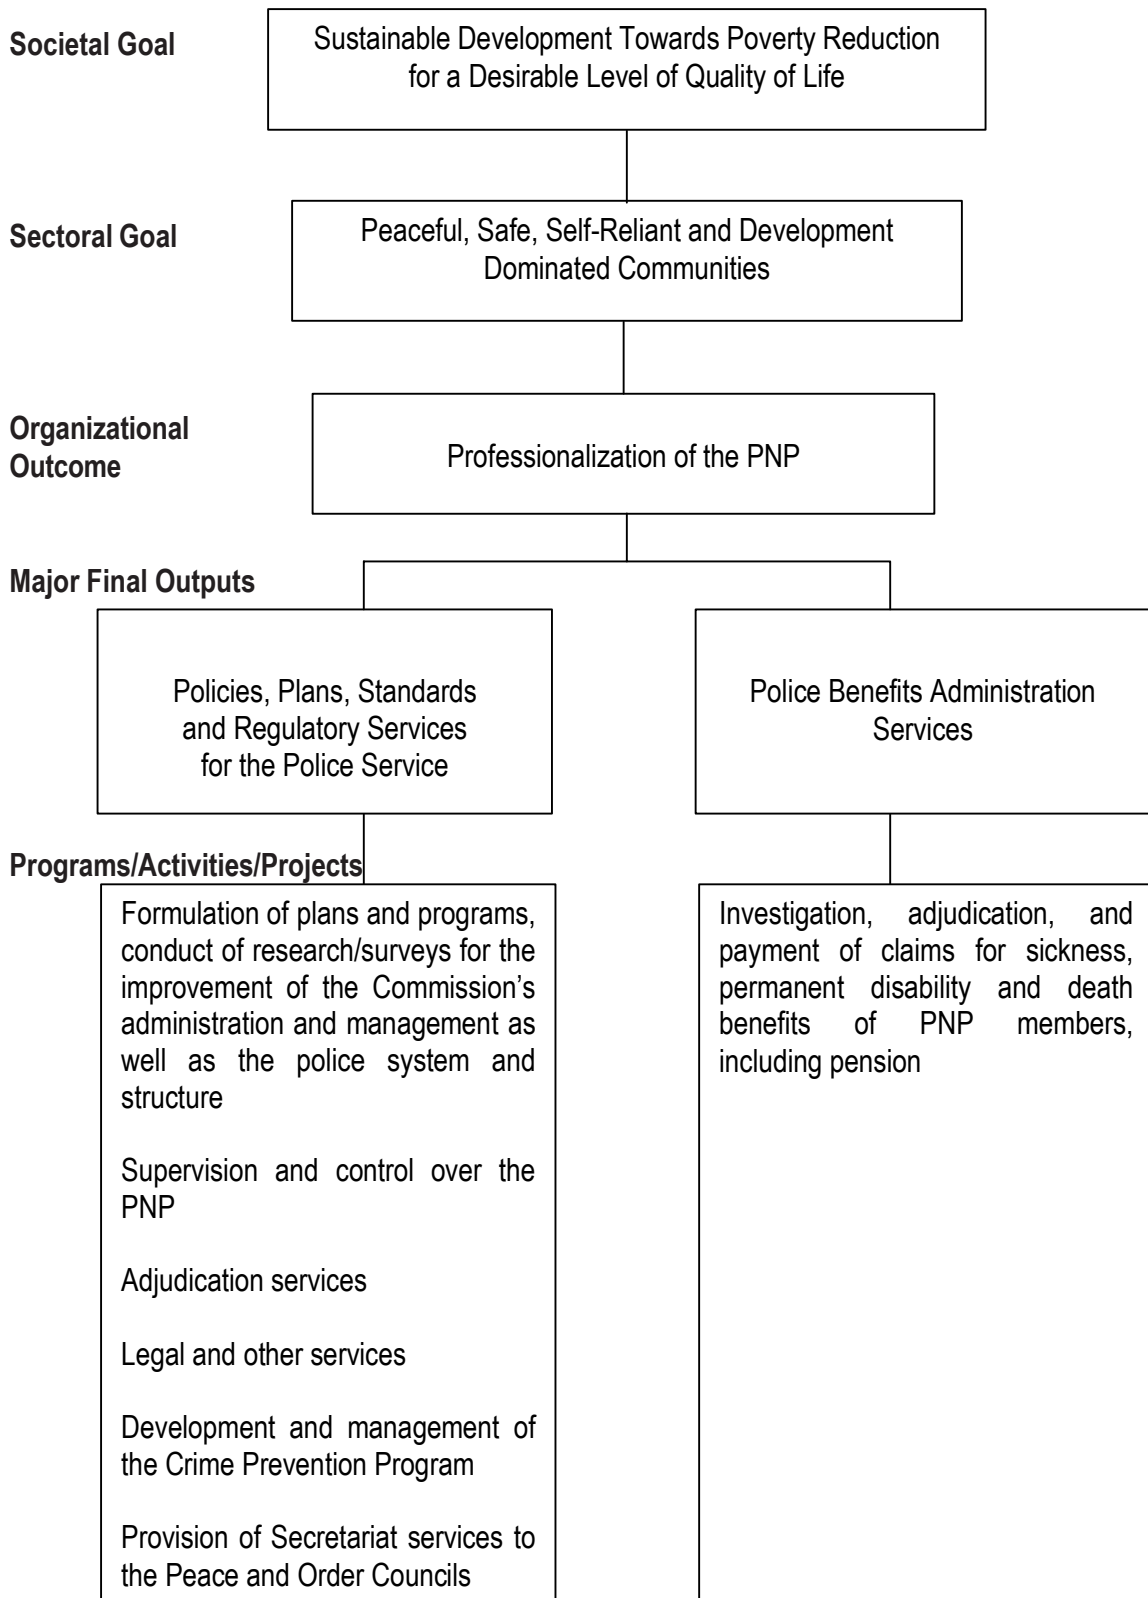 Societal Goal
Sustainable Development Towards Poverty Reduction
for a Desirable Level of Quality of Life
Sectoral Goal
Peaceful, Safe, Self-Reliant and Development
Dominated Communities
Organizational
Outcome
Professionalization of the PNP
Major Final Outputs
Policies, Plans, Standards
and Regulatory Services
for the Police Service
Police Benefits Administration
Services
Programs/Activities/Projects
Formulation of plans and programs,
conduct of research/surveys for the
improvement of the Commission’s
administration and management as
well as the police system and
structure
Supervision and control over the
PNP
Adjudication services
Legal and other services
Development and management of
the Crime Prevention Program
Provision of Secretariat services to
the Peace and Order Councils
Investigation, adjudication, and
payment of claims for sickness,
permanent disability and death
benefits of PNP members,
including pension